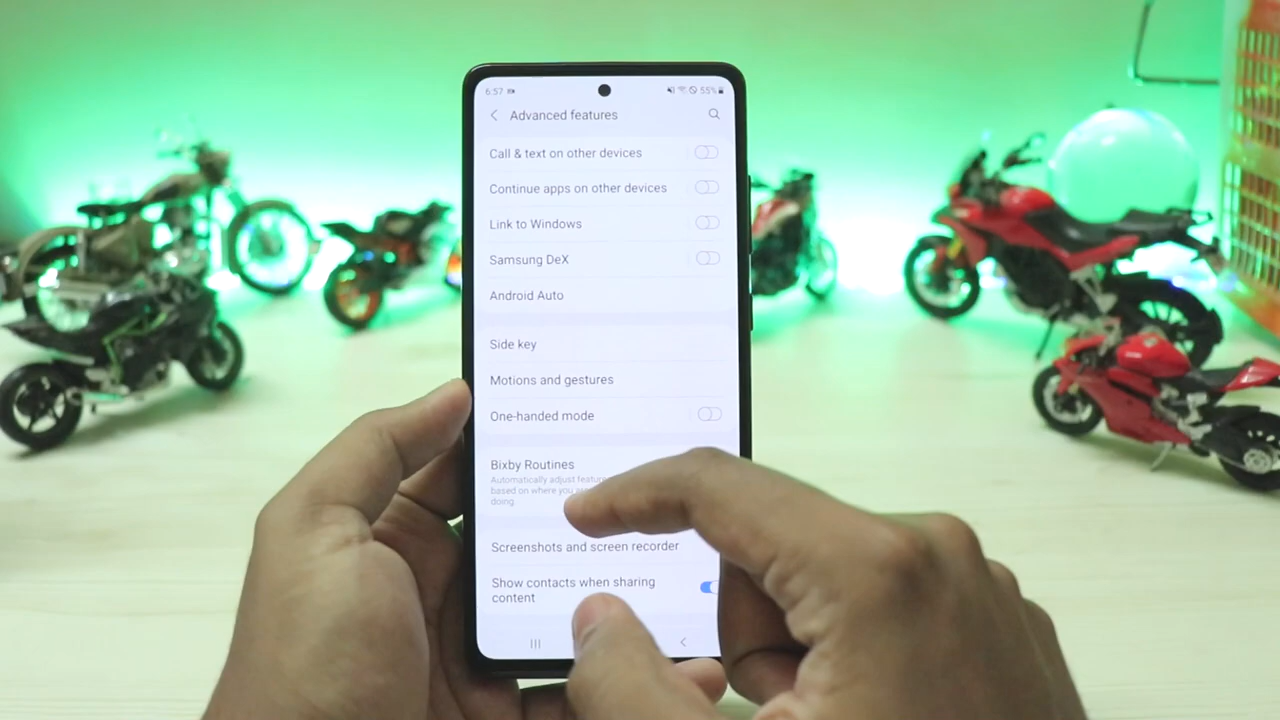 6:57
55%
Advanced features
Call & text on other devices
Continue apps on other devices
Link to Windows
Samsung DeX
Android Auto
Side key
Motions and gestures
One-handed mode
Bixby Routines
Automatically adjust feature
based on where you
doing.
Screenshots and screen recorder
Show contacts when sharing
content